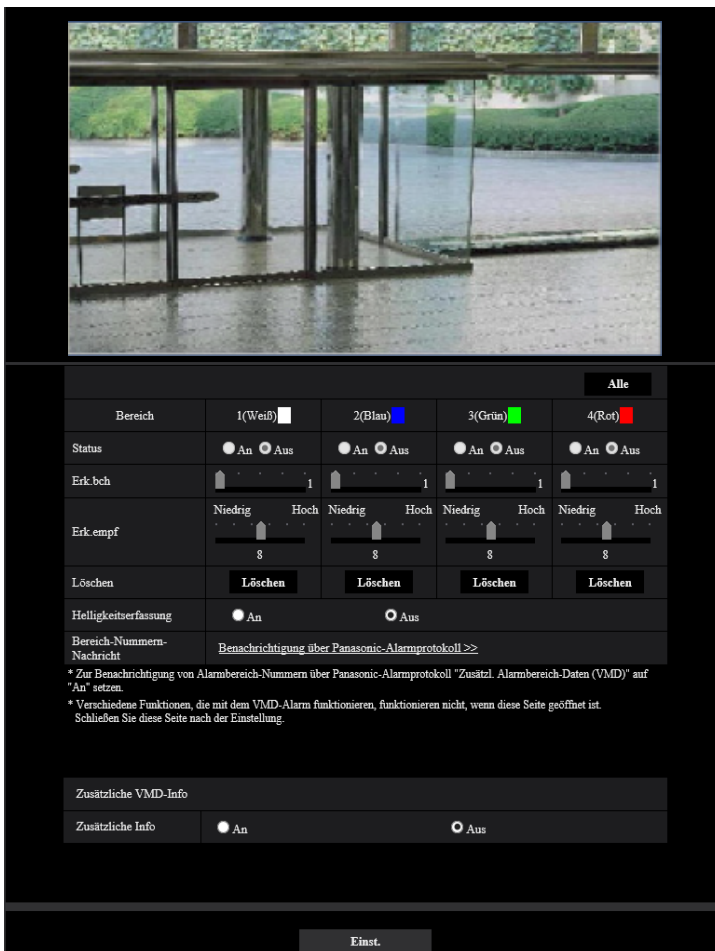 Alle
Bereich 1(Weiß) 2(Blau) 3(Grün) 4(Rot)
Status An Aus An Aus An Aus An Aus
Erk.bch 1 1 1 1
Niedrig Hoch Niedrig Hoch Niedrig Hoch Niedrig Hoch
Erk.empf
8 8 8 8
Löschen Löschen Löschen Löschen Löschen
Helligkeitserfassung An Aus
Bereich-Nummern-
Nachricht
Benachrichtigung über Panasonic-Alarmprotokoll >>
* Zur Benachrichtigung von Alarmbereich-Nummern über Panasonic-Alarmprotokoll "Zusätzl. Alarmbereich-Daten (VMD)" auf
"An" setzen.
* Verschiedene Funktionen, die mit dem VMD-Alarm funktionieren, funktionieren nicht, wenn diese Seite geöffnet ist.
Schließen Sie diese Seite nach der Einstellung.
Zusätzliche VMD-Info
Zusätzliche Info An Aus
Einst.